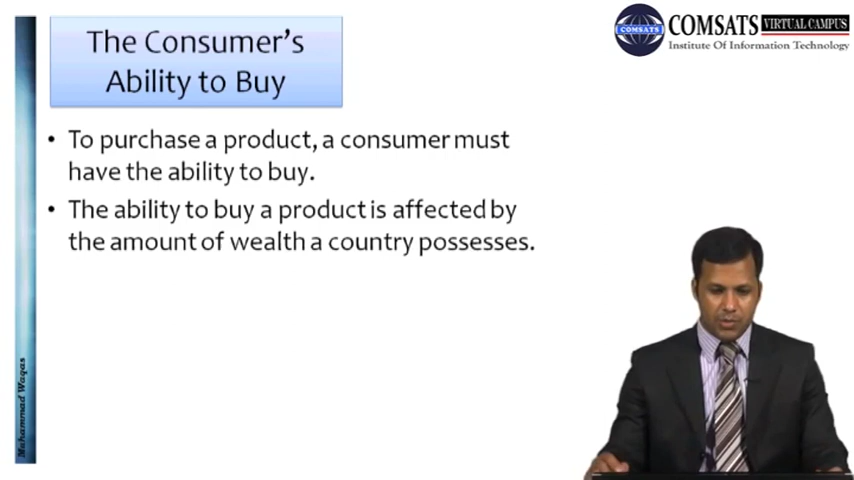 The Consumer's
Ability to Buy
COMSATS
COMSATS VIRTUAL CAMPUS
Institute Of Information Technology
• To purchase a product, a consumer must
have the ability to buy.
• The ability to buy a product is affected by
the amount of wealth a country possesses.
Muhammad Waqas